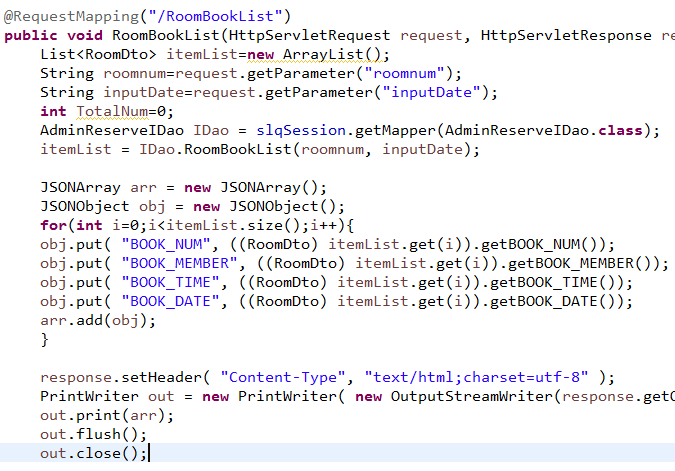 @RequestMapping("/RoomBookList")
public void RoomBookList(HttpServletRequest request, HttpServletResponse re
List<RoomDto> itemList=new ArrayList();
String roomnum=request.getParameter("roomnum");
String inputDate=request.getParameter("inputDate");
int TotalNum=0;
AdminReserveIDao IDao = slqSession.getMapper(AdminReserveIDao.class);
itemList = IDao.RoomBookList(roomnum, inputDate);
JSONArray arr = new JSONArray();
JSONObject obj = new JSONObject();
for(int i=0;i<itemList.size();i++){
obj.put( "BOOK_NUM", ((RoomDto) itemList.get(i)).getBOOK_NUM());
obj.put( "BOOK_MEMBER", ((RoomDto) itemList.get(i)).getBOOK_MEMBER());
obj.put( "BOOK_TIME", ((RoomDto) itemList.get(i)).getBOOK_TIME());
obj.put( "BOOK_DATE", ((RoomDto) itemList.get(i)).getBOOK_DATE());
arr.add(obj);
}
response.setHeader( "Content-Type", "text/html;charset=utf-8" );
PrintWriter out = new PrintWriter( new OutputStreamWriter(response.getO
out.print(arr);
out.flush();
out.close();